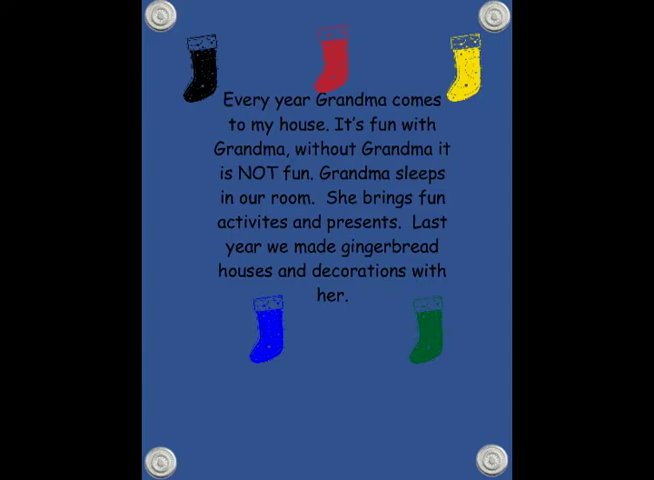 Every year Grandma comes
to my house. It's fun with
Grandma, without Grandma it
is NOT fun. Grandma sleeps
in our room.  She brings fun
activites and presents.  Last
year we made gingerbread
houses and decorations with
her.